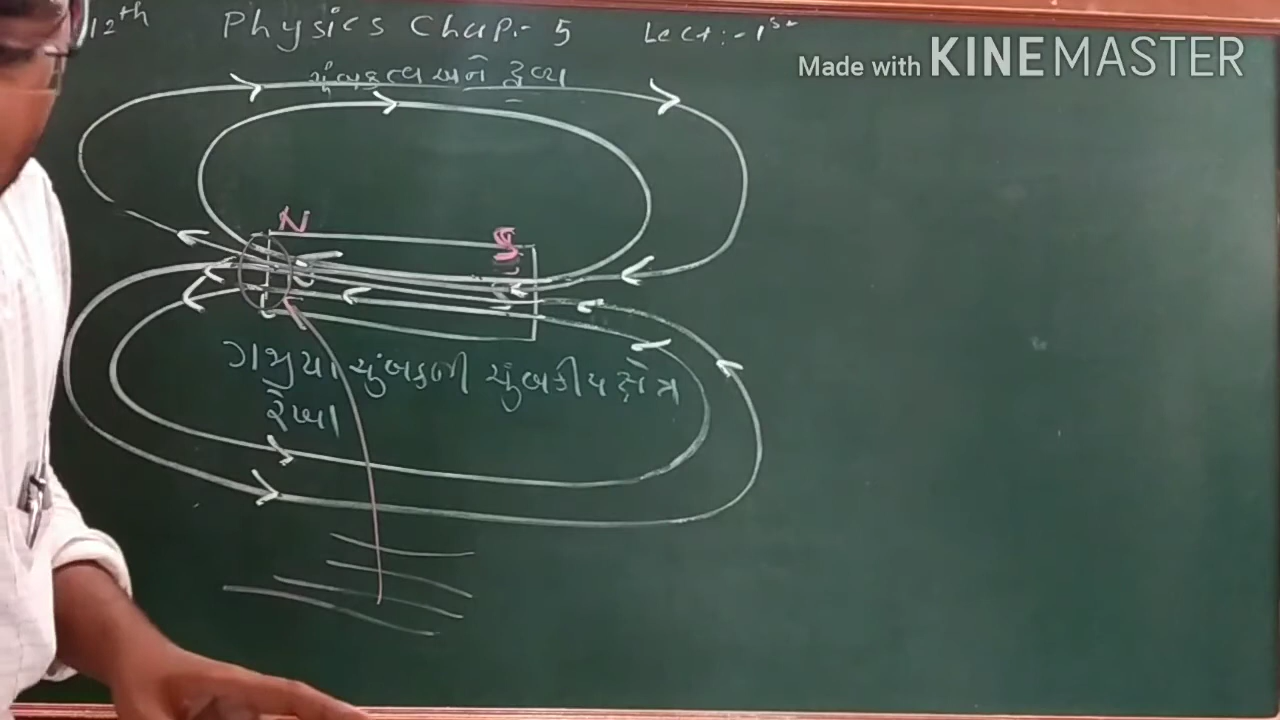 12th Physics Chap:- 5 Lect:- 1st
Made with KINEMASTER
ચુંબકત્વ અને દ્રવ્ય
N
S
ગજીયા ચુંબકની ચુંબકીય ક્ષેત્ર
રેખા